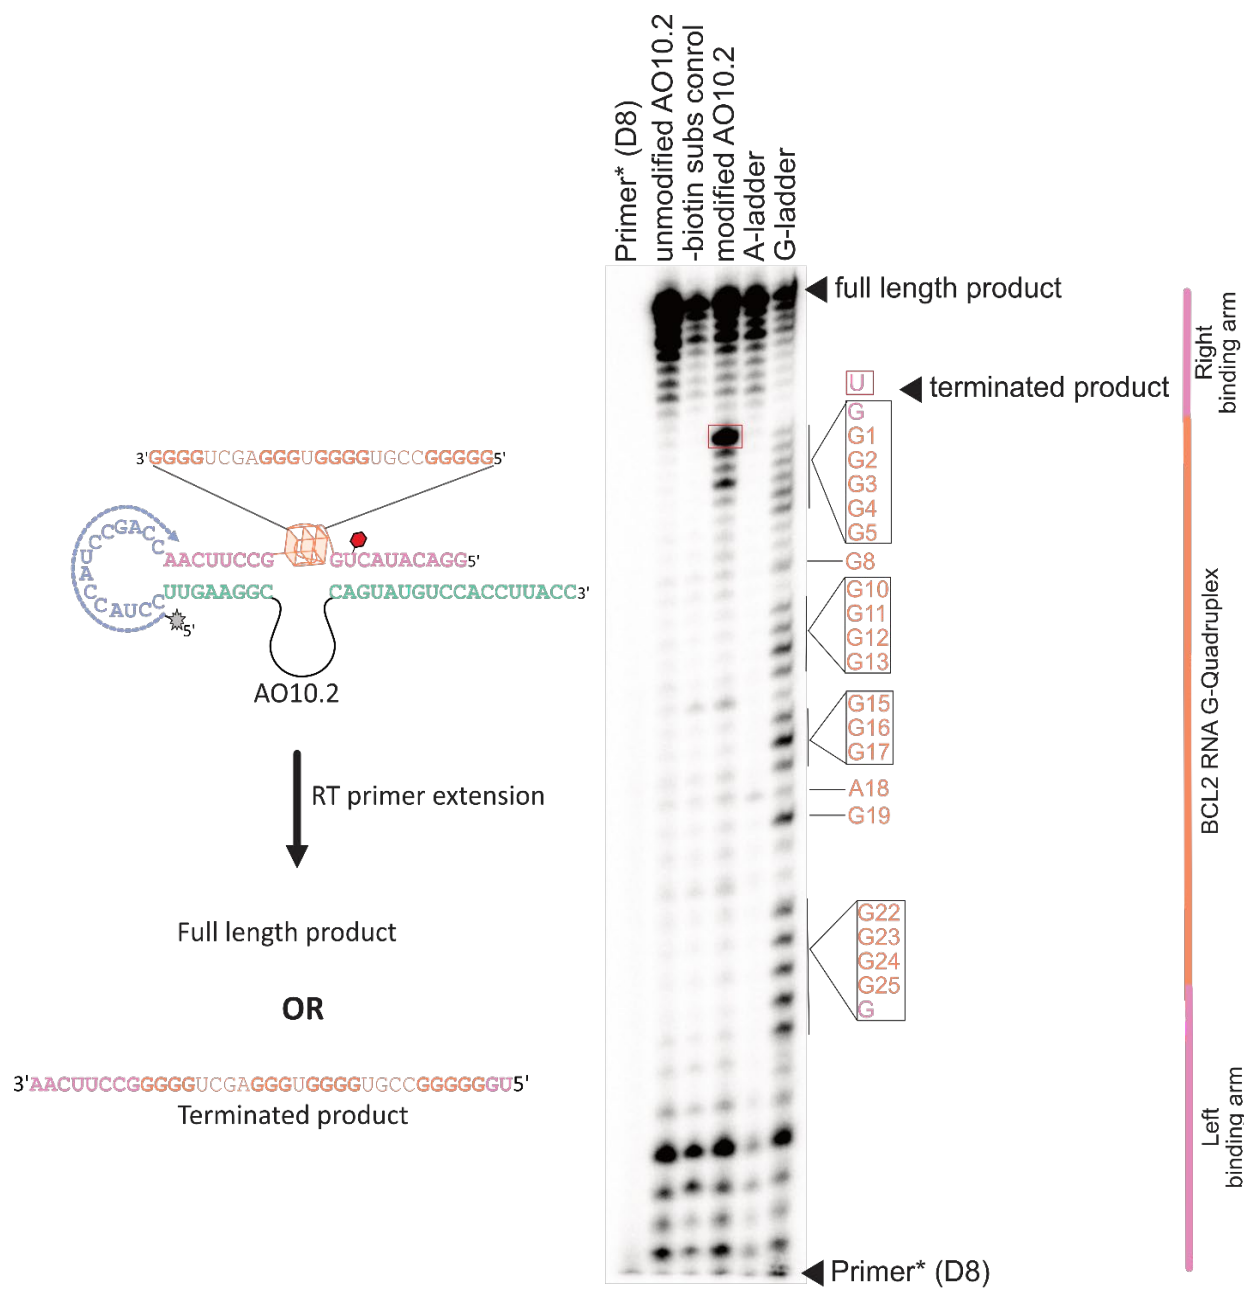 Primer* (D8)
unmodified AO10.2
-biotin subs conrol
modified AO10.2
A-ladder
G-ladder
full length product
U
terminated product
G
G1
G2
G3
G4
G5
G8
G10
G11
G12
G13
G15
G16
G17
A18
G19
G22
G23
G24
G25
G
Primer* (D8)
Right
binding arm
BCL2 RNA G-Quadruplex
Left
binding arm
3'GGGGUCGAGGGUGGGGUGCCGGGGG5'
CCUACCAUCCGACC
AACUUCCG
GUCAUACAGG5'
UUGAAGGC
CAGUAUGUCCACCUUACC3'
5'
AO10.2
RT primer extension
Full length product
OR
3'AACUUCCGGGGGUCGAGGGUGGGGUGCCGGGGGGU5'
Terminated product